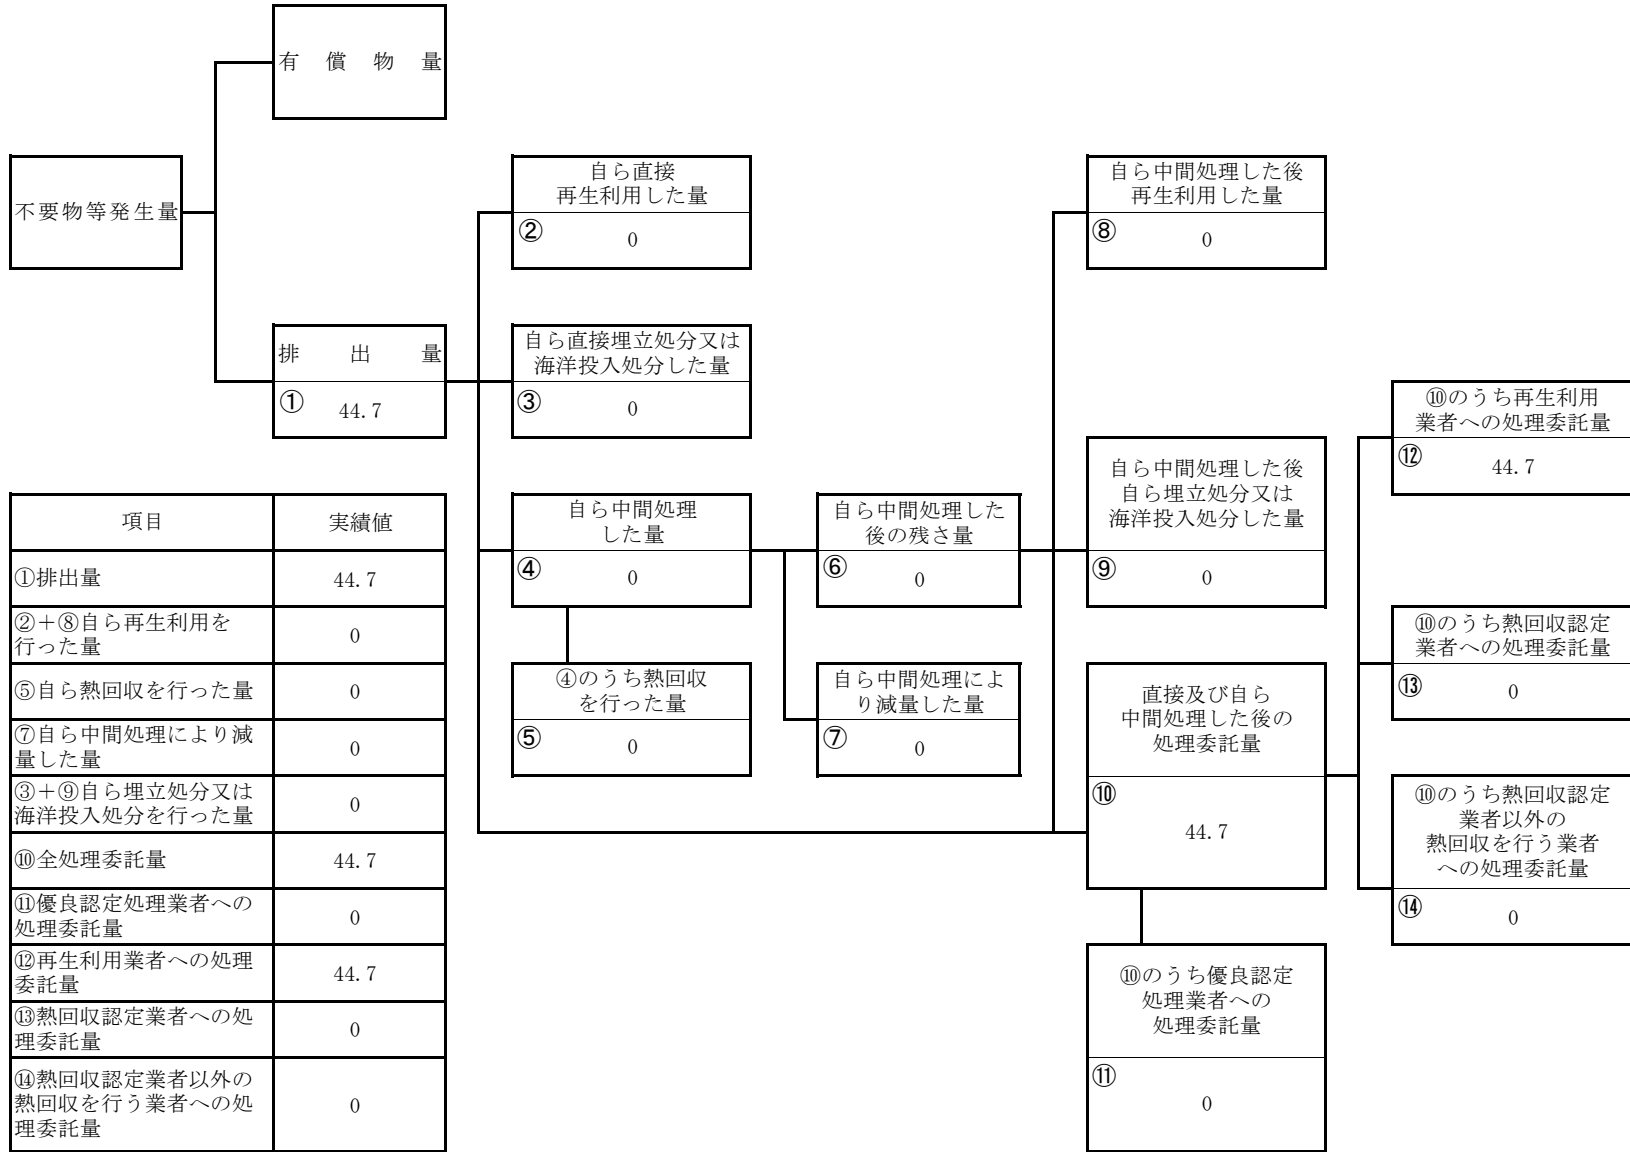 有償物量
不要物等発生量
排出量
①
44.7
自ら直接
再生利用した量
②
0
自ら直接埋立処分又は
海洋投入処分した量
③
0
自ら中間処理
した量
④
0
④のうち熱回収
を行った量
⑤
0
自ら中間処理した
後の残さ量
⑥
0
自ら中間処理によ
り減量した量
⑦
0
自ら中間処理した後
再生利用した量
⑧
0
自ら中間処理した後
自ら埋立処分又は
海洋投入処分した量
⑨
0
直接及び自ら
中間処理した後の
処理委託量
⑩
44.7
⑩のうち優良認定
処理業者への
処理委託量
⑪
0
⑩のうち再生利用
業者への処理委託量
⑫
44.7
⑩のうち熱回収認定
業者への処理委託量
⑬
0
⑩のうち熱回収認定
業者以外の
熱回収を行う業者
への処理委託量
⑭
0
項目 実績値
①排出量 44.7
②+⑧自ら再生利用を
行った量 0
⑤自ら熱回収を行った量 0
⑦自ら中間処理により減
量した量 0
③+⑨自ら埋立処分又は
海洋投入処分を行った量 0
⑩全処理委託量 44.7
⑪優良認定処理業者への
処理委託量 0
⑫再生利用業者への処理
委託量 44.7
⑬熱回収認定業者への処
理委託量 0
⑭熱回収認定業者以外の
熱回収を行う業者への処
理委託量 0